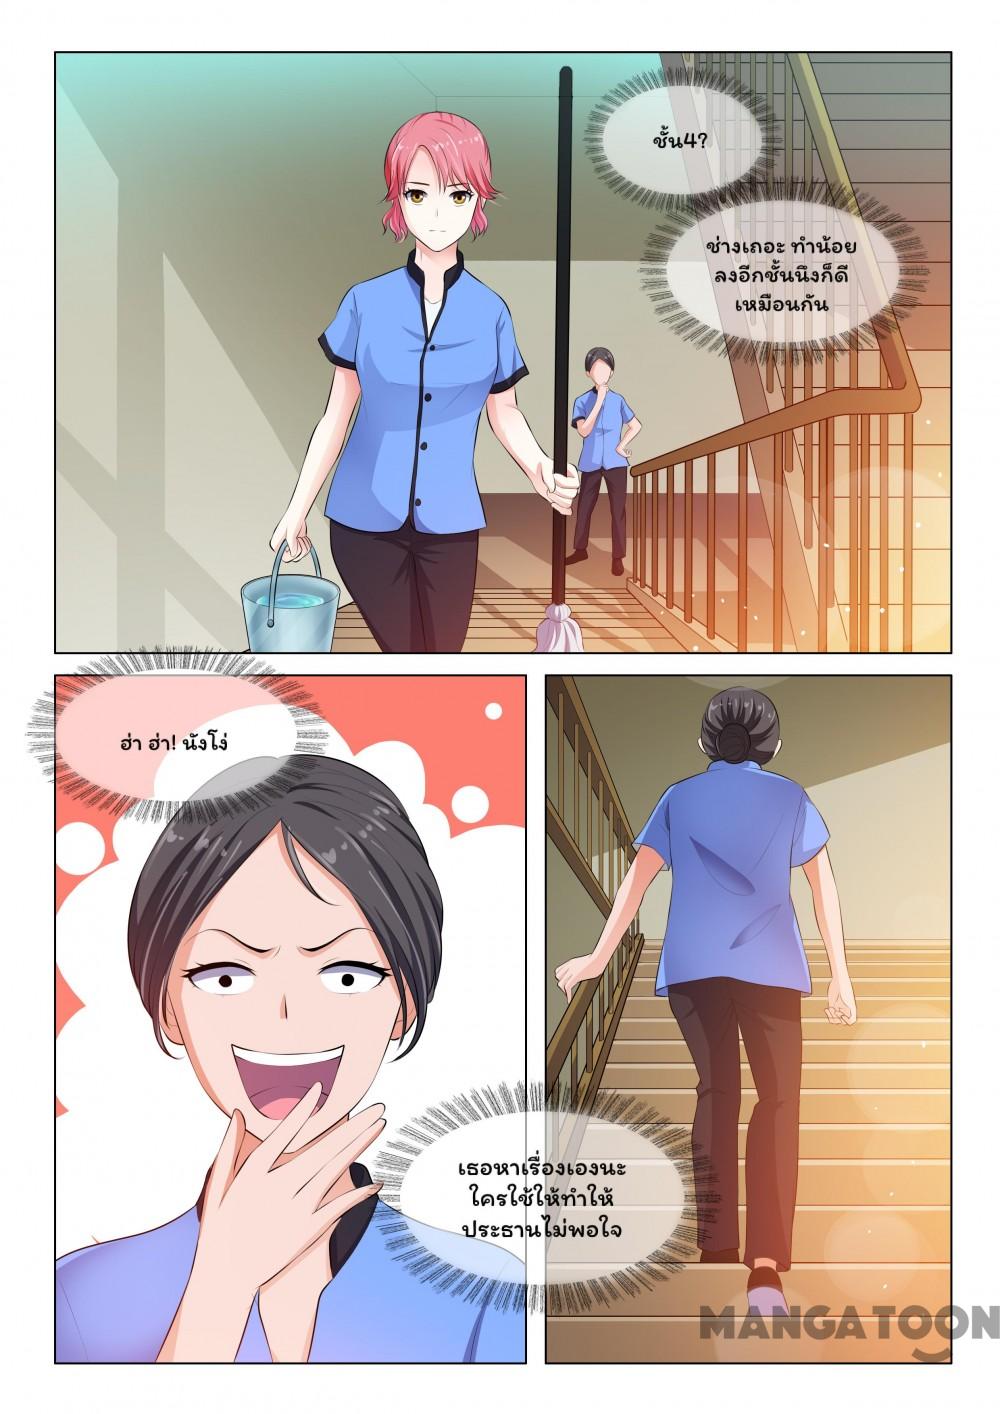 ชั้น4?
ช่างเถอะ ทำน้อย
ลงอีกชั้นนึงก็ดี
เหมือนกัน
ฮ่า ฮ่า! นังโง่
เธอหาเรื่องเองนะ
ใครใช้ให้ทำให้
ประธานไม่พอใจ
MANGATOON